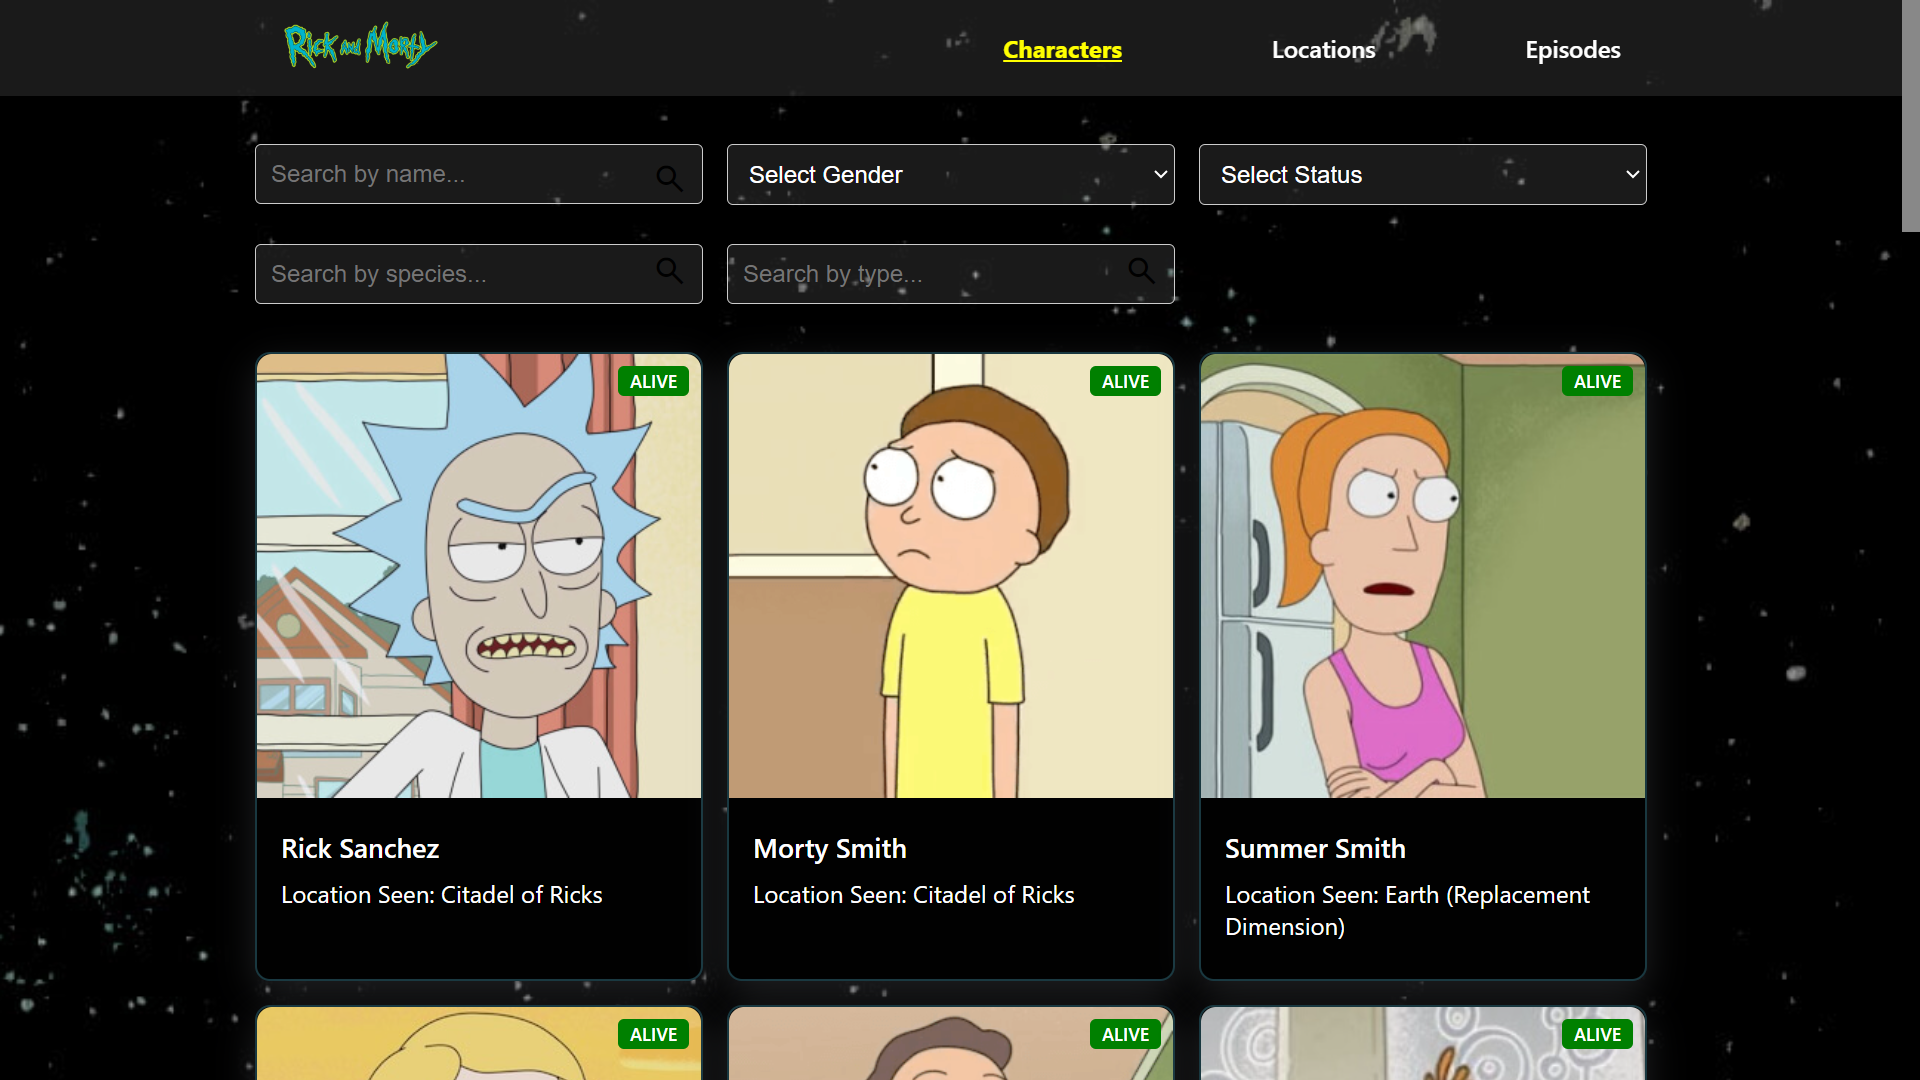 Rick and Morty
Characters
Locations
Episodes
Search by name...
Select Gender
Select Status
Search by species...
Search by type...
ALIVE
ALIVE
ALIVE
Rick Sanchez
Location Seen: Citadel of Ricks
Morty Smith
Location Seen: Citadel of Ricks
Summer Smith
Location Seen: Earth (Replacement
Dimension)
ALIVE
ALIVE
ALIVE